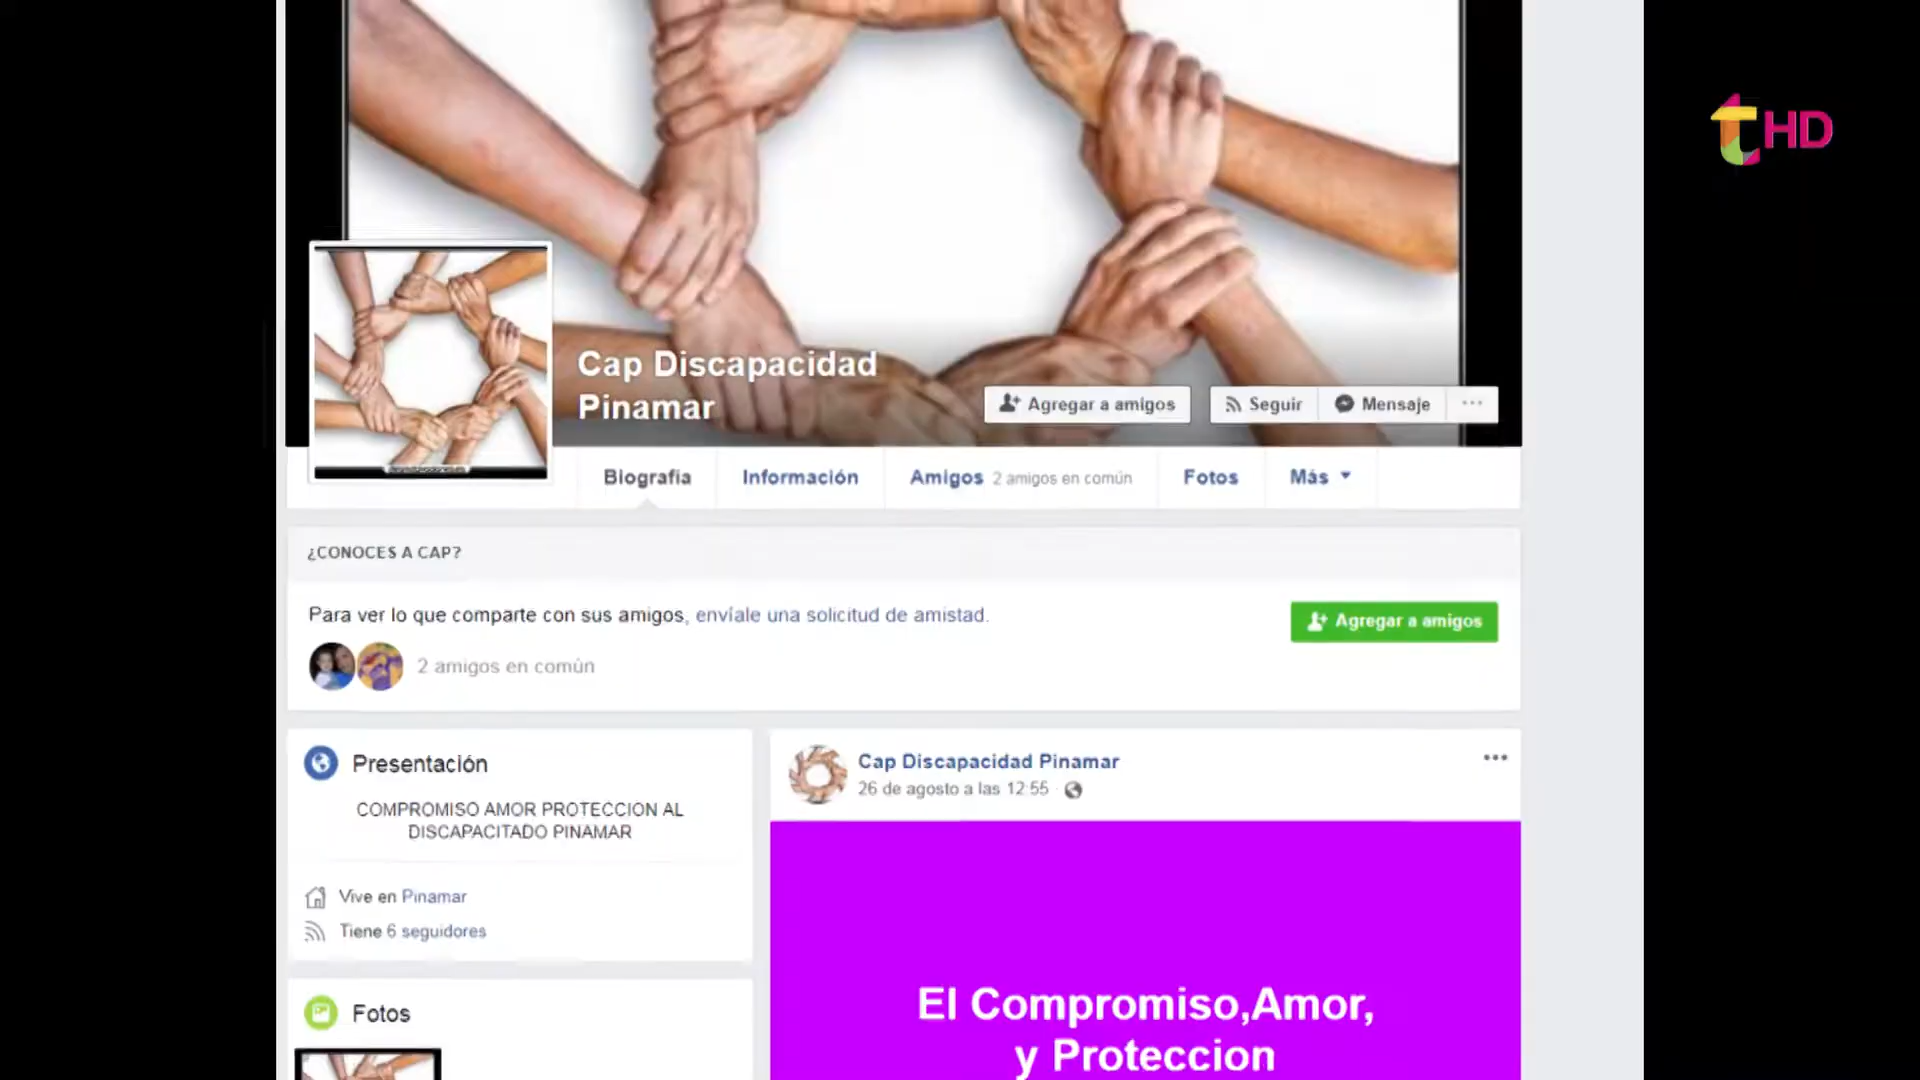 tHD
Cap Discapacidad
Pinamar
Agregar a amigos
Seguir
Mensaje
Biografía
Información
Amigos 2 amigos en común
Fotos
Más
¿CONOCES A CAP?
Para ver lo que comparte con sus amigos, envíale una solicitud de amistad.
Agregar a amigos
2 amigos en común
Presentación
COMPROMISO AMOR PROTECCION AL
DISCAPACITADO PINAMAR
Vive en Pinamar
Tiene 6 seguidores
Fotos
Cap Discapacidad Pinamar
26 de agosto a las 12:55 ·
El Compromiso,Amor,
y Proteccion